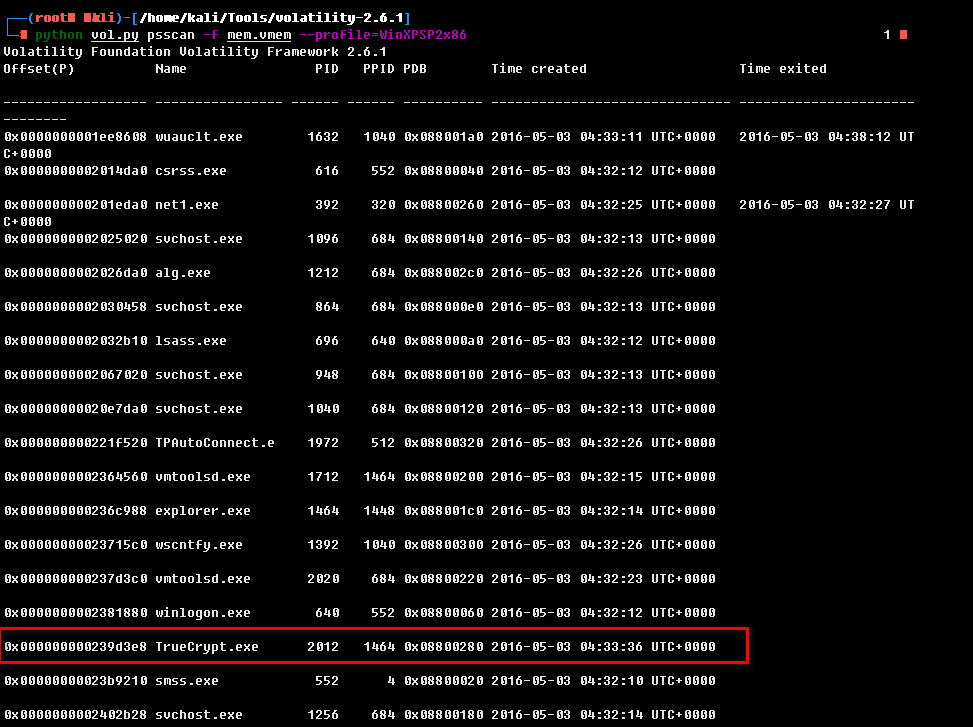 (root kali)-[/home/kali/Tools/volatility-2.6.1]
python vol.py psscan -f mem.vmem --profile=WinXPSP2x86 1
Volatility Foundation Volatility Framework 2.6.1
Offset(P) Name PID PPID PDB Time created Time exited
------------------ ---------------- ------ ------ ---------- ------------------------------ ----------------------
--------
0x0000000001ee8608 wuauclt.exe 1632 1040 0x088001a0 2016-05-03 04:33:11 UTC+0000 2016-05-03 04:38:12 UT
C+0000
0x0000000002014da0 csrss.exe 616 552 0x08800040 2016-05-03 04:32:12 UTC+0000
0x000000000201eda0 net1.exe 392 320 0x08800260 2016-05-03 04:32:25 UTC+0000 2016-05-03 04:32:27 UT
C+0000
0x0000000002025020 svchost.exe 1096 684 0x08800140 2016-05-03 04:32:13 UTC+0000
0x0000000002026da0 alg.exe 1212 684 0x088002c0 2016-05-03 04:32:26 UTC+0000
0x0000000002030458 svchost.exe 864 684 0x088000e0 2016-05-03 04:32:13 UTC+0000
0x0000000002032b10 lsass.exe 696 640 0x088000a0 2016-05-03 04:32:12 UTC+0000
0x0000000002067020 svchost.exe 948 684 0x08800100 2016-05-03 04:32:13 UTC+0000
0x00000000020e7da0 svchost.exe 1040 684 0x08800120 2016-05-03 04:32:13 UTC+0000
0x000000000221f520 TPAutoConnect.e 1972 512 0x08800320 2016-05-03 04:32:26 UTC+0000
0x0000000002364560 vmtoolsd.exe 1712 1464 0x08800200 2016-05-03 04:32:15 UTC+0000
0x000000000236c988 explorer.exe 1464 1448 0x088001c0 2016-05-03 04:32:14 UTC+0000
0x00000000023715c0 wscntfy.exe 1392 1040 0x08800300 2016-05-03 04:32:26 UTC+0000
0x000000000237d3c0 vmtoolsd.exe 2020 684 0x08800220 2016-05-03 04:32:23 UTC+0000
0x0000000002381880 winlogon.exe 640 552 0x08800060 2016-05-03 04:32:12 UTC+0000
0x000000000239d3e8 TrueCrypt.exe 2012 1464 0x08800280 2016-05-03 04:33:36 UTC+0000
0x00000000023b9210 smss.exe 552 4 0x08800020 2016-05-03 04:32:10 UTC+0000
0x0000000002402b28 svchost.exe 1256 684 0x08800180 2016-05-03 04:32:14 UTC+0000